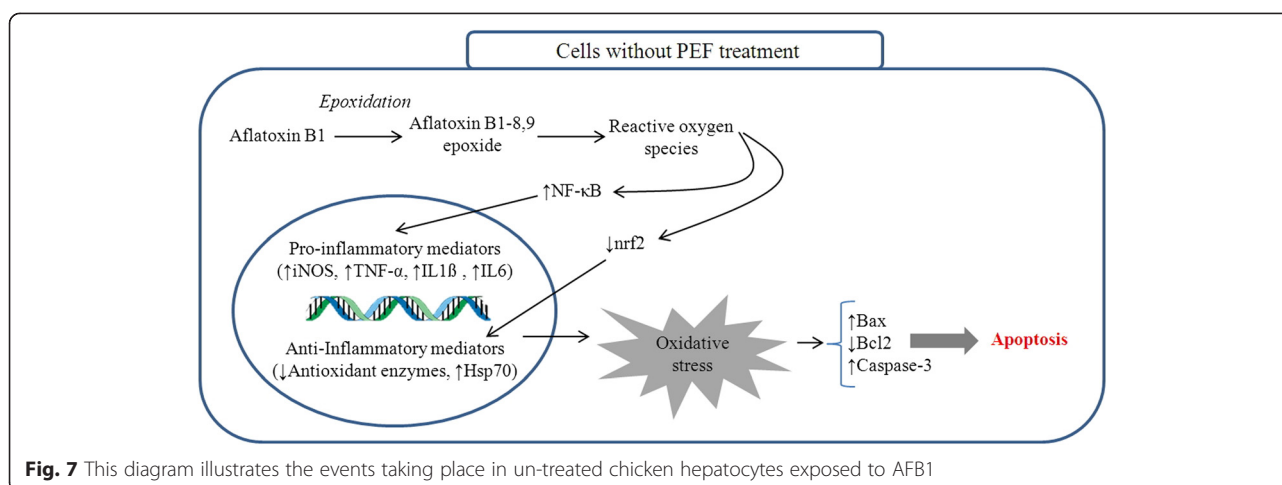 Cells without PEF treatment
Epoxidation
Aflatoxin B1
Aflatoxin B1-8,9
epoxide
Reactive oxygen
species
↑NF-κB
↓nrf2
Pro-inflammatory mediators
(↑iNOS, ↑TNF-α, ↑IL1ß , ↑IL6)
Anti-Inflammatory mediators
(↓Antioxidant enzymes, ↑Hsp70)
Oxidative
stress
↑Bax
↓Bcl2
↑Caspase-3
Apoptosis
Fig. 7 This diagram illustrates the events taking place in un-treated chicken hepatocytes exposed to AFB1